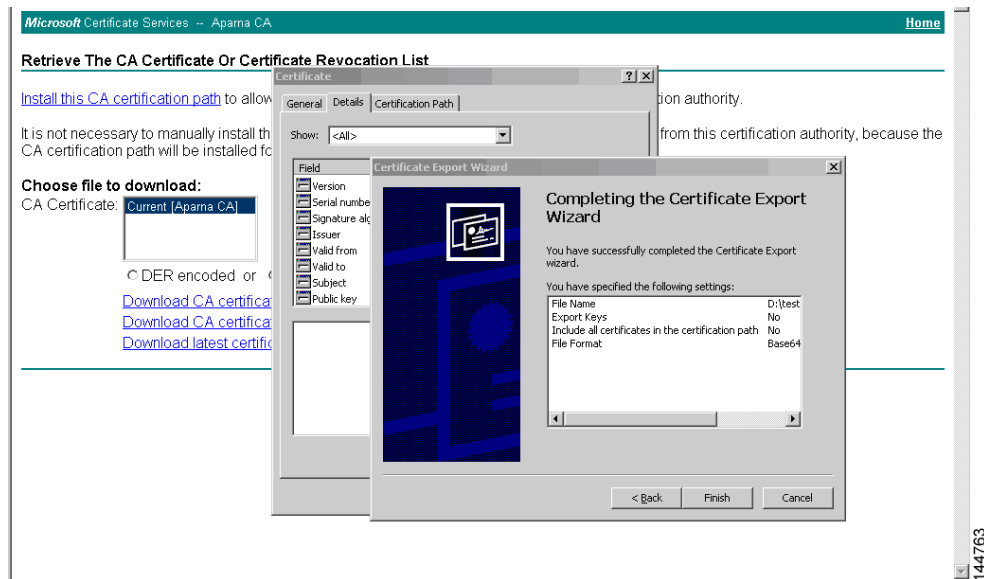 Microsoft Certificate Services -- Aparna CA Home
Retrieve The CA Certificate Or Certificate Revocation List
Install this CA certification path to allow
ion authority.
It is not necessary to manually install th
from this certification authority, because the
CA certification path will be installed fo
Choose file to download:
CA Certificate: Current [Aparna CA]
DER encoded or
Download CA certifica
Download CA certifica
Download latest certific
Certificate
General Details Certification Path
Show: <All>
Field
Version
Serial numbe
Signature alg
Issuer
Valid from
Valid to
Subject
Public key
Certificate Export Wizard
Completing the Certificate Export
Wizard
You have successfully completed the Certificate Export
wizard.
You have specified the following settings:
File Name D:\test
Export Keys No
Include all certificates in the certification path No
File Format Base64
< Back Finish Cancel
144763